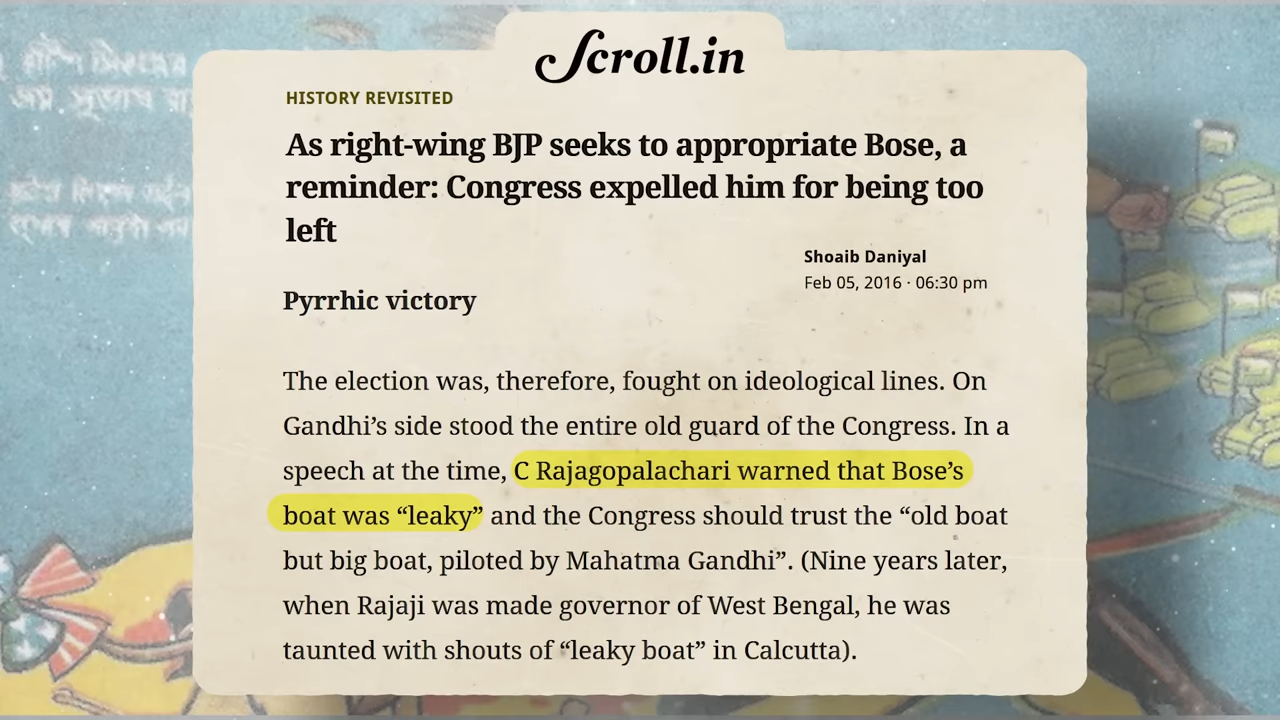 Scroll.in
HISTORY REVISITED
As right-wing BJP seeks to appropriate Bose, a
reminder: Congress expelled him for being too
left
Shoaib Daniyal
Feb 05, 2016 · 06:30 pm
Pyrrhic victory
The election was, therefore, fought on ideological lines. On
Gandhi’s side stood the entire old guard of the Congress. In a
speech at the time, C Rajagopalachari warned that Bose’s
boat was “leaky” and the Congress should trust the “old boat
but big boat, piloted by Mahatma Gandhi”. (Nine years later,
when Rajaji was made governor of West Bengal, he was
taunted with shouts of “leaky boat” in Calcutta).